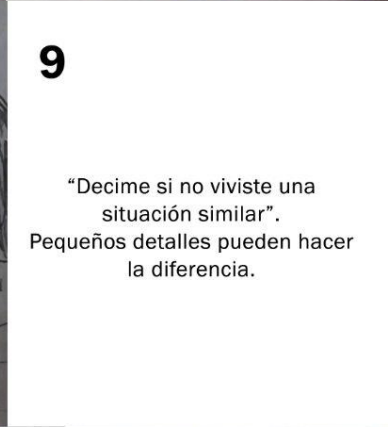 9
“Decime si no viviste una
situación similar”.
Pequeños detalles pueden hacer
la diferencia.